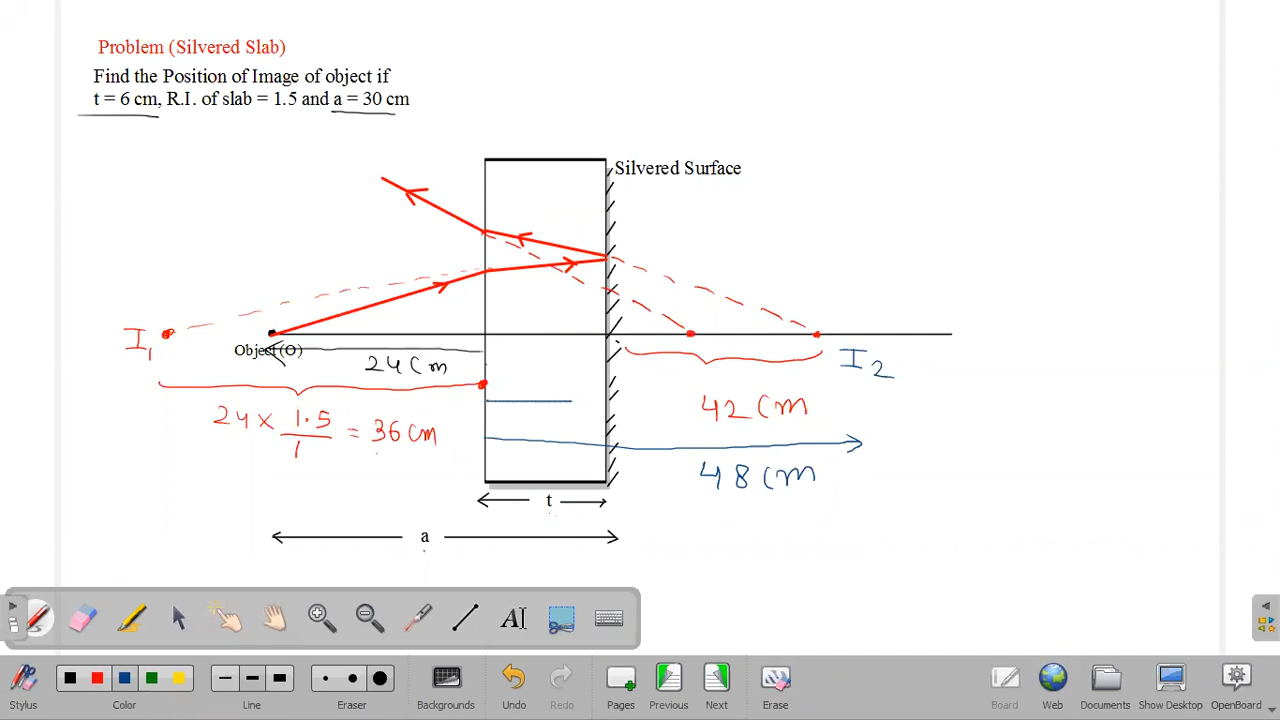 Problem (Silvered Slab)
Find the Position of Image of object if
t = 6 cm, R.I. of slab = 1.5 and a = 30 cm
Silvered Surface
I1
Object (O)
24 cm
I2
24 × 1.5/1 = 36 cm
42 cm
48 cm
t
a
Stylus
Color
Line
Eraser
Backgrounds
Undo
Redo
Pages
Previous
Next
Erase
Board
Web
Documents
Show Desktop
OpenBoard